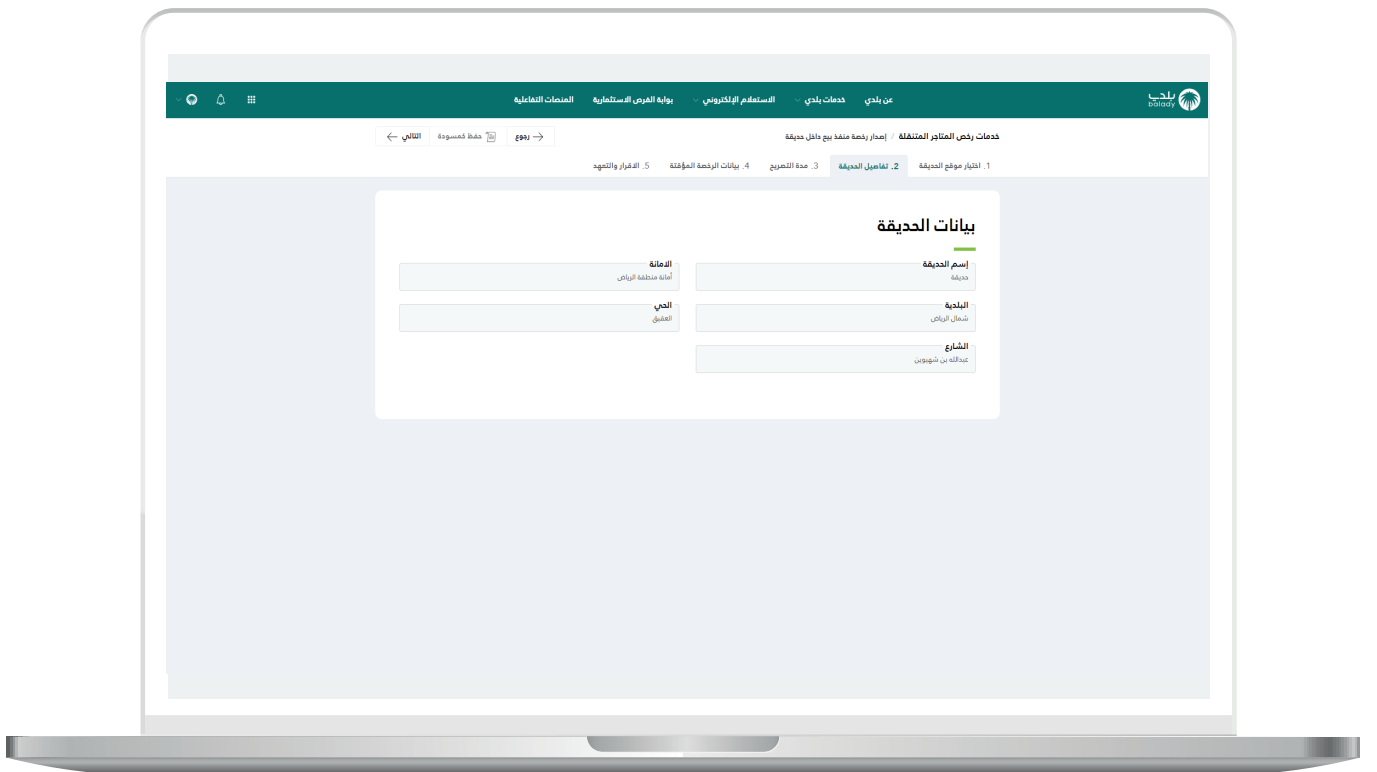 بلدي
balady
عن بلدي
خدمات بلدي
الاستعلام الإلكتروني
بوابة الفرص الاستثمارية
المنصات التفاعلية
خدمات رخص المتاجر المتنقلة / إصدار رخصة منفذ بيع داخل حديقة
رجوع
حفظ كمسودة
التالي
1. اختيار موقع الحديقة
2. تفاصيل الحديقة
3. مدة التصريح
4. بيانات الرخصة المؤقتة
5. الاقرار والتعهد
بيانات الحديقة
إسم الحديقة
حديقة
الامانة
أمانة منطقة الرياض
البلدية
شمال الرياض
الحي
العقيق
الشارع
عبدالله بن شهيوين